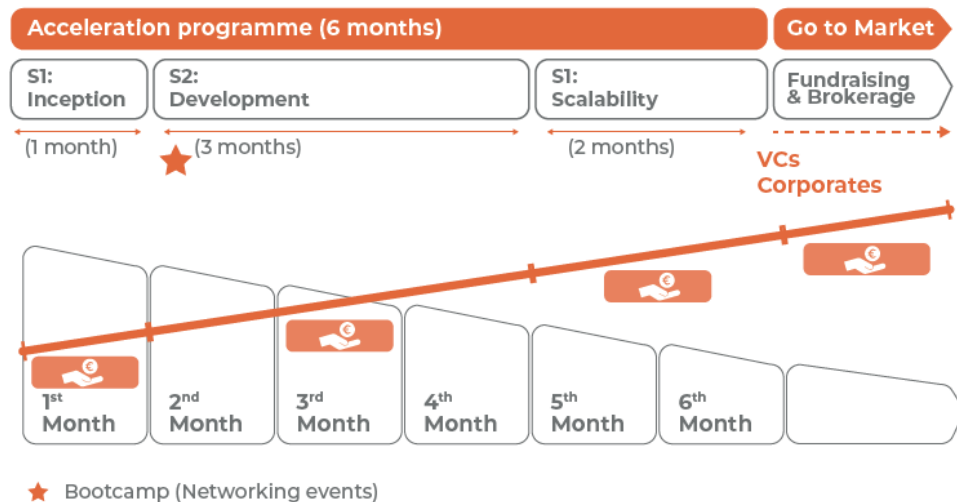 Acceleration programme (6 months)
Go to Market
S1:
Inception
S2:
Development
S1:
Scalability
Fundraising
& Brokerage
(1 month)
(3 months)
(2 months)
VCs
Corporates
€
€
€
€
1st
Month
2nd
Month
3rd
Month
4th
Month
5th
Month
6th
Month
Bootcamp (Networking events)